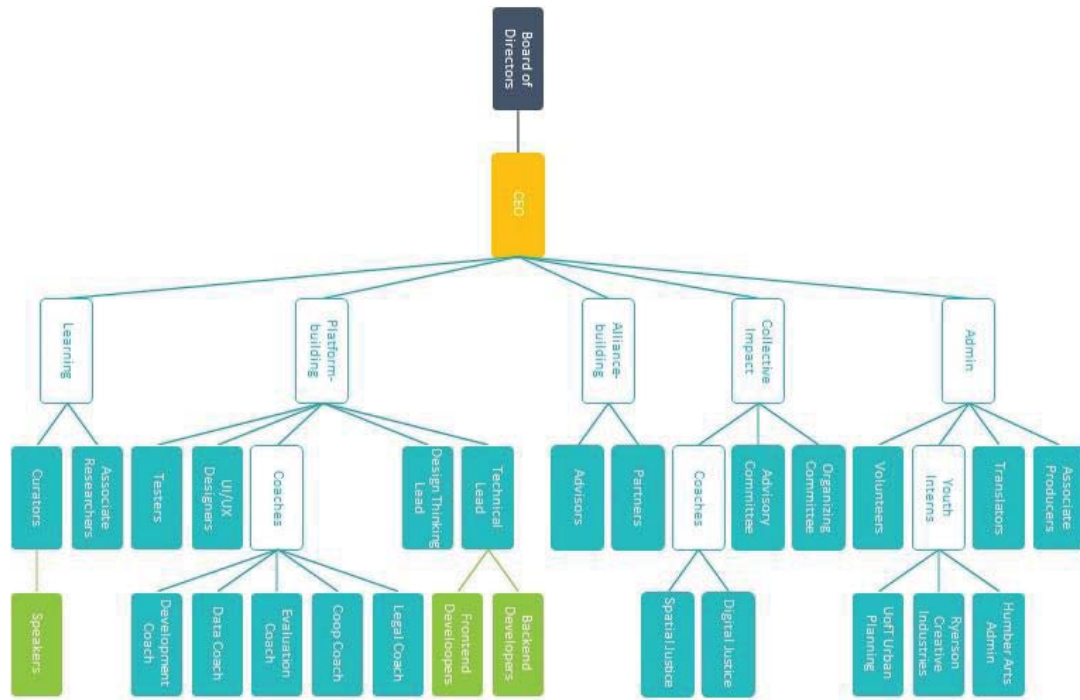 Board of
Directors
CEO
Learning
Platform-
building
Alliance-
building
Collective
Impact
Admin
Curators
Associate
Researchers
Testers
UI/UX
Designers
Coaches
Design Thinking
Lead
Technical
Lead
Advisors
Partners
Coaches
Advisory
Committee
Organizing
Committee
Volunteers
Youth
Interns
Translators
Associate
Producers
Speakers
Development
Coach
Data Coach
Evaluation
Coach
Coop Coach
Legal Coach
Frontend
Develoopers
Backend
Developers
Spatial Justice
Digital Justice
UofT Urban
Planning
Ryerson
Creative
Industries
Humber Arts
Admin